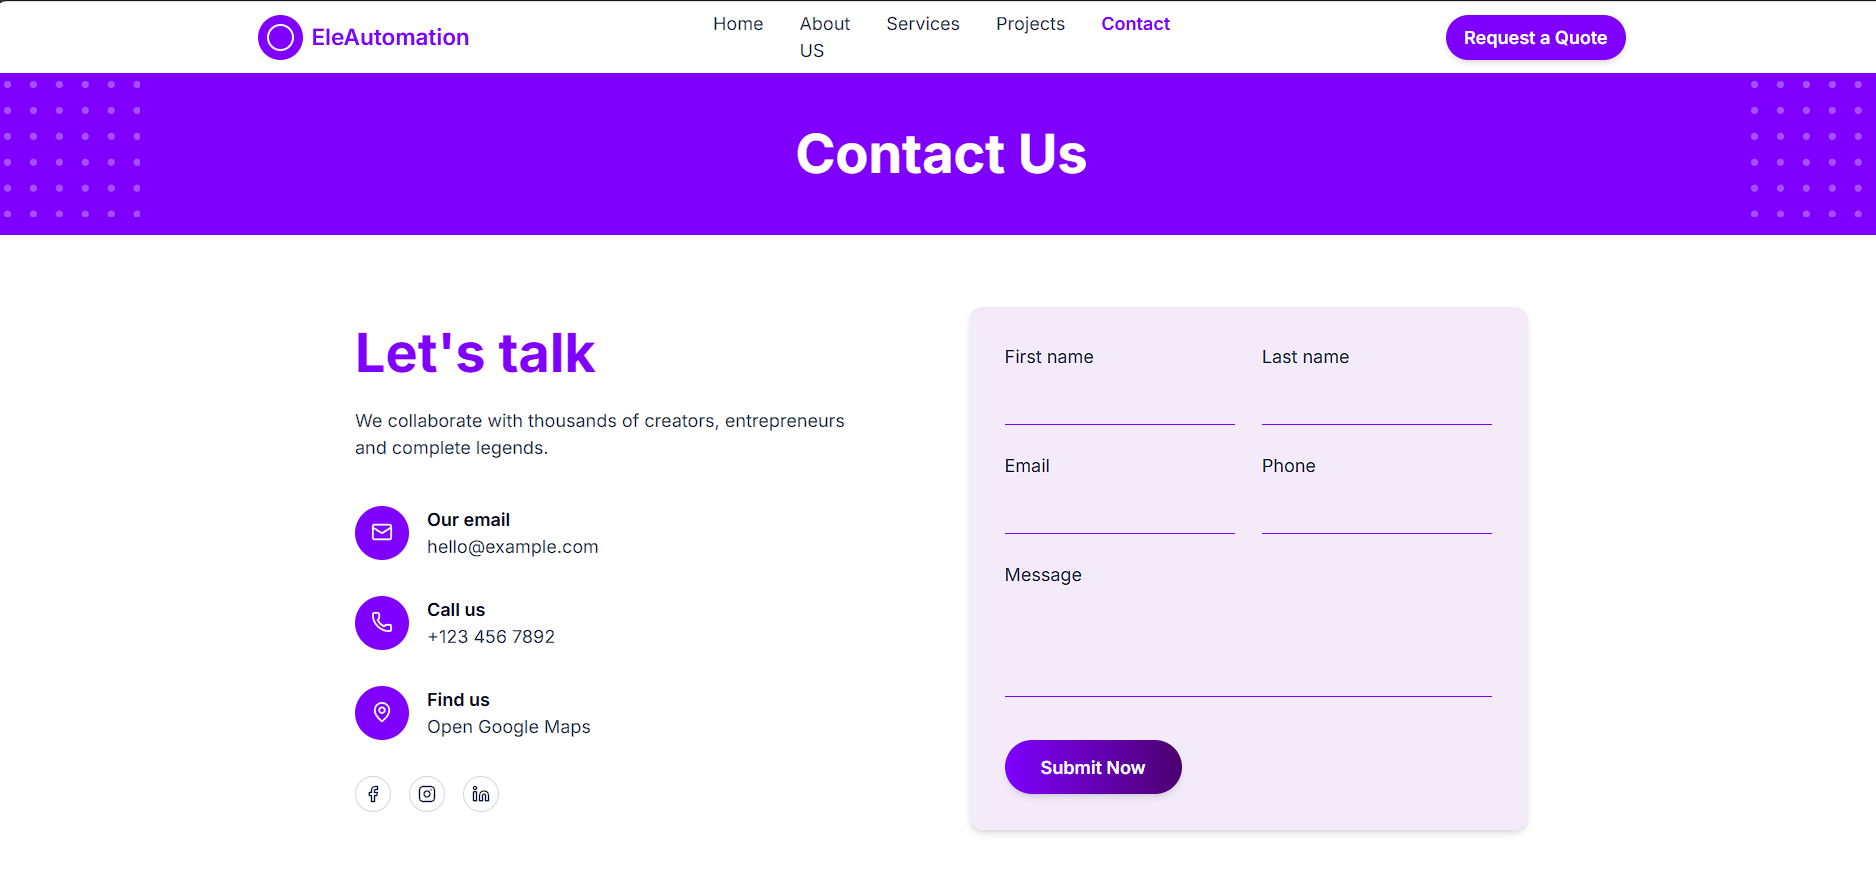 EleAutomation
Home
About
US
Services
Projects
Contact
Request a Quote
Contact Us
Let's talk
We collaborate with thousands of creators, entrepreneurs
and complete legends.
Our email
hello@example.com
Call us
+123 456 7892
Find us
Open Google Maps
First name
Last name
Email
Phone
Message
Submit Now